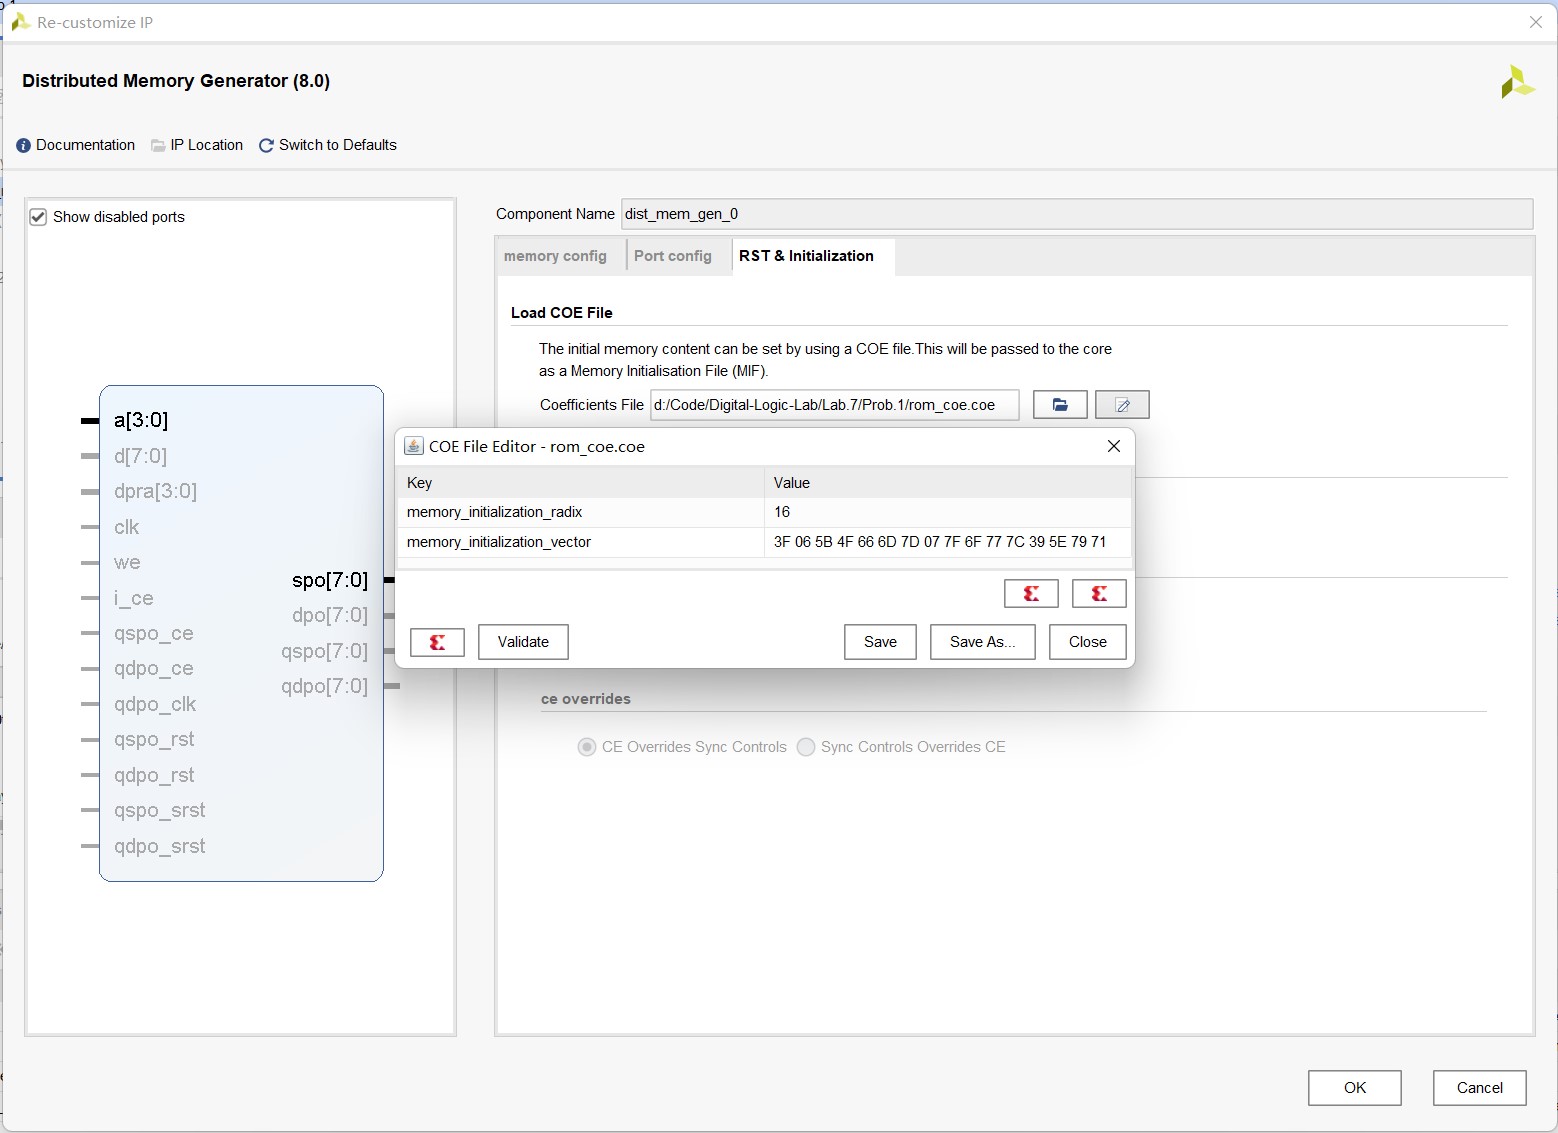 Re-customize IP
Distributed Memory Generator (8.0)
Documentation IP Location Switch to Defaults
Show disabled ports
a[3:0]
d[7:0]
dpra[3:0]
clk
we
i_ce
qspo_ce
qdpo_ce
qdpo_clk
qspo_rst
qdpo_rst
qspo_srst
qdpo_srst
spo[7:0]
dpo[7:0]
qspo[7:0]
qdpo[7:0]
Component Name dist_mem_gen_0
memory config Port config RST & Initialization
Load COE File
The initial memory content can be set by using a COE file.This will be passed to the core
as a Memory Initialisation File (MIF).
Coefficients File d:/Code/Digital-Logic-Lab/Lab.7/Prob.1/rom_coe.coe
COE File Editor - rom_coe.coe
Key Value
memory_initialization_radix 16
memory_initialization_vector 3F 06 5B 4F 66 6D 7D 07 7F 6F 77 7C 39 5E 79 71
Validate Save Save As... Close
ce overrides
CE Overrides Sync Controls Sync Controls Overrides CE
OK Cancel